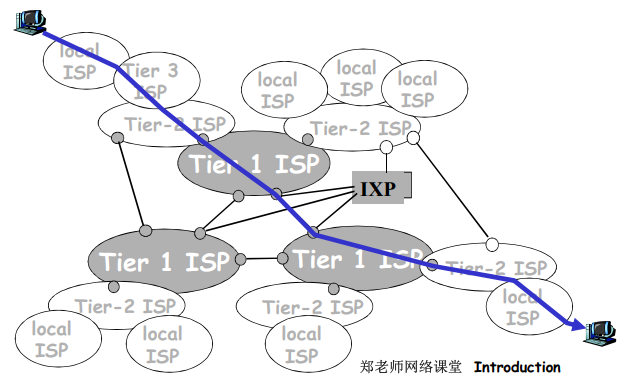 local
ISP
Tier 3
ISP
local
ISP
local
ISP
local
ISP
Tier-2 ISP
Tier-2 ISP
Tier 1 ISP
IXP
Tier 1 ISP
Tier 1 ISP
Tier-2 ISP
Tier-2 ISP
Tier-2 ISP
local
ISP
local
ISP
local
ISP
local
ISP
郑老师网络课堂 Introduction